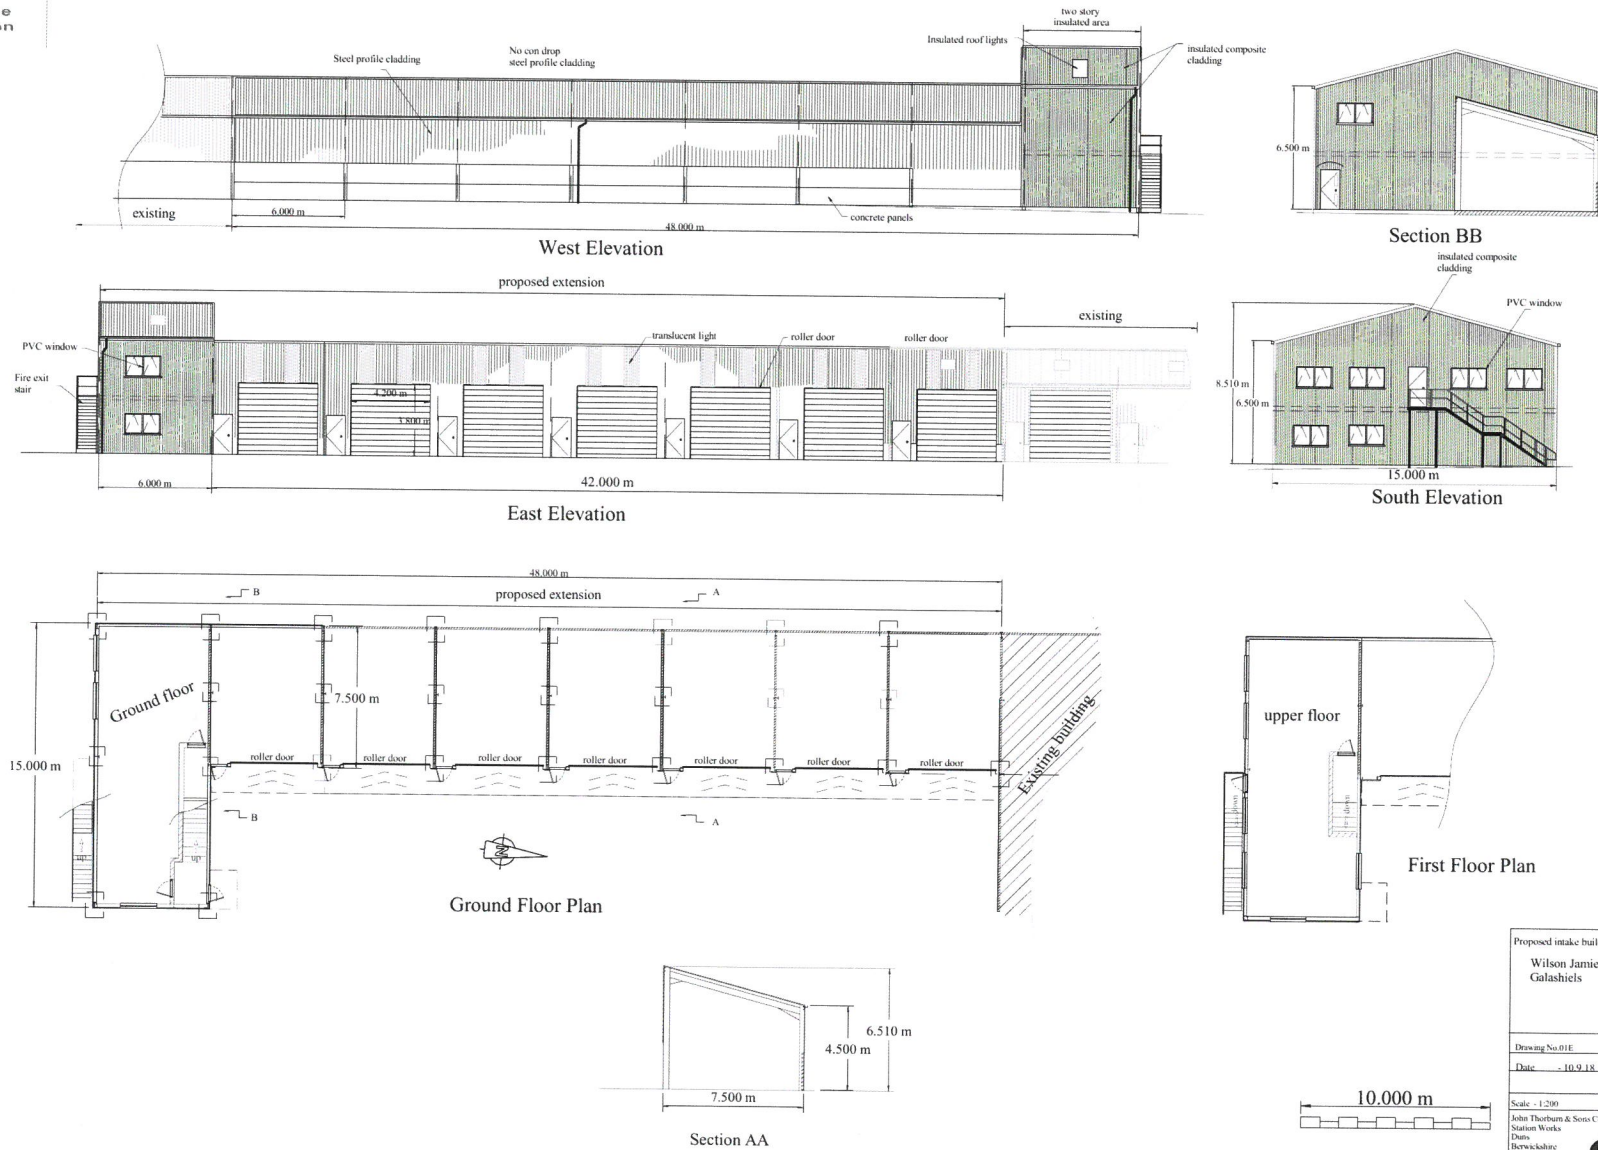 e
n
two story
insulated area
Insulated roof lights
insulated composite
cladding
Steel profile cladding
No con drop
steel profile cladding
6.500 m
existing
6.000 m
concrete panels
48.000 m
West Elevation
Section BB
proposed extension
existing
insulated composite
cladding
PVC window
PVC window
translucent light
roller door
roller door
Fire exit
stair
4.200 m
3.800 m
8.510 m
6.500 m
6.000 m
42.000 m
15.000 m
East Elevation
South Elevation
48.000 m
B
proposed extension
A
Ground floor
7.500 m
upper floor
15.000 m
roller door
roller door
roller door
roller door
roller door
roller door
roller door
Existing building
B
A
up
up
down
down
N
Ground Floor Plan
First Floor Plan
6.510 m
4.500 m
7.500 m
Section AA
10.000 m
Proposed intake buil
Wilson Jamie
Galashiels
Drawing No.01E
Date - 10.9.18
Scale - 1:200
John Thorburn & Sons C
Station Works
Duns
Berwickshire